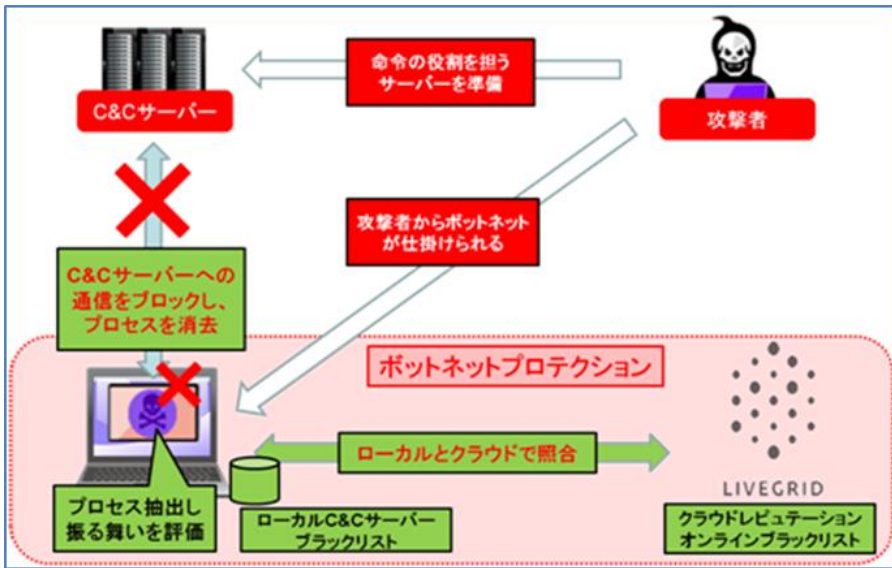 命令の役割を担う
サーバーを準備
C&Cサーバー
攻撃者
攻撃者からボットネット
が仕掛けられる
C&Cサーバーへの
通信をブロックし、
プロセスを消去
ボットネットプロテクション
ローカルとクラウドで照合
LIVEGRID
プロセス抽出し
振る舞いを評価
ローカルC&Cサーバー
ブラックリスト
クラウドレピュテーション
オンラインブラックリスト